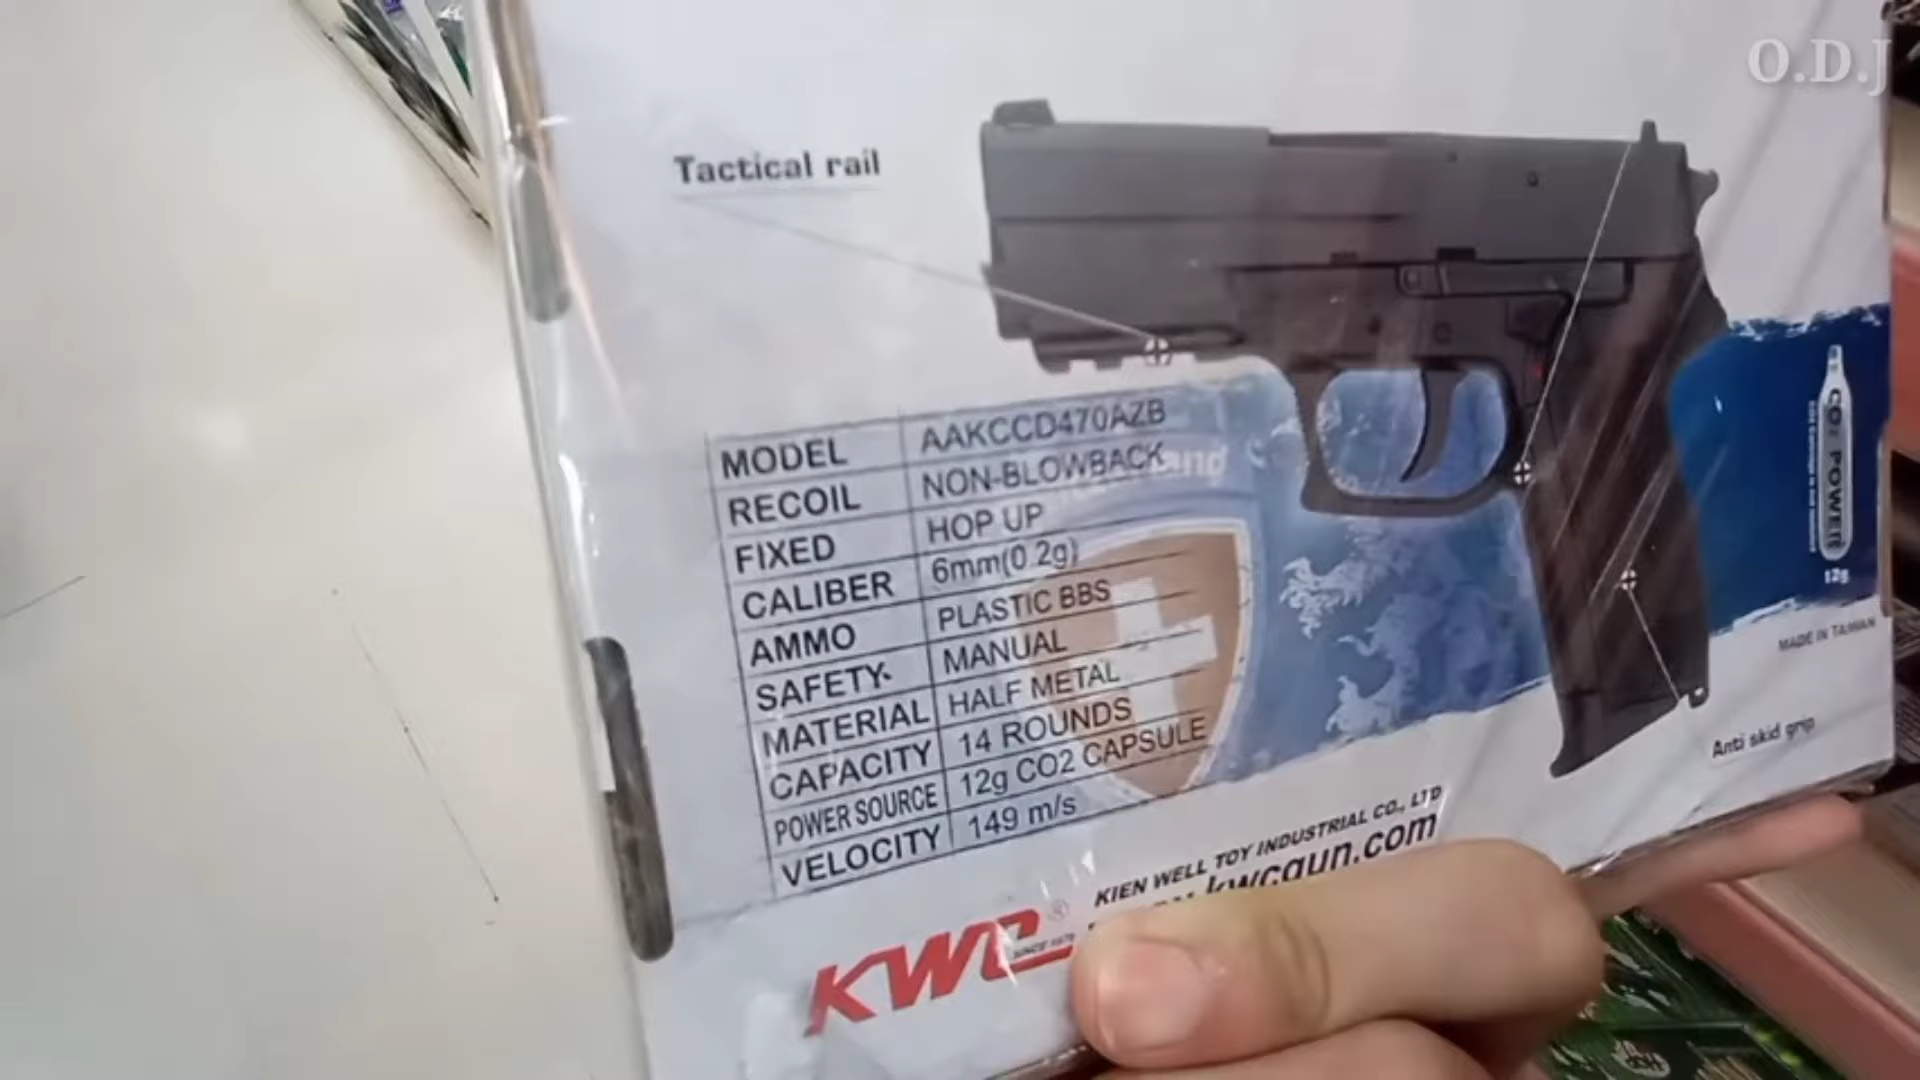 O.D.J
Tactical rail
MODEL AAKCCD470AZB
RECOIL NON-BLOWBACK
FIXED HOP UP
CALIBER 6mm(0.2g)
AMMO PLASTIC BBS
SAFETY MANUAL
MATERIAL HALF METAL
CAPACITY 14 ROUNDS
POWER SOURCE 12g CO2 CAPSULE
VELOCITY 149 m/s
CO2 POWER
12g
MADE IN TAIWAN
Anti skid grip
KIEN WELL TOY INDUSTRIAL CO., LTD
kwcgun.com
KWC®
SINCE 1978